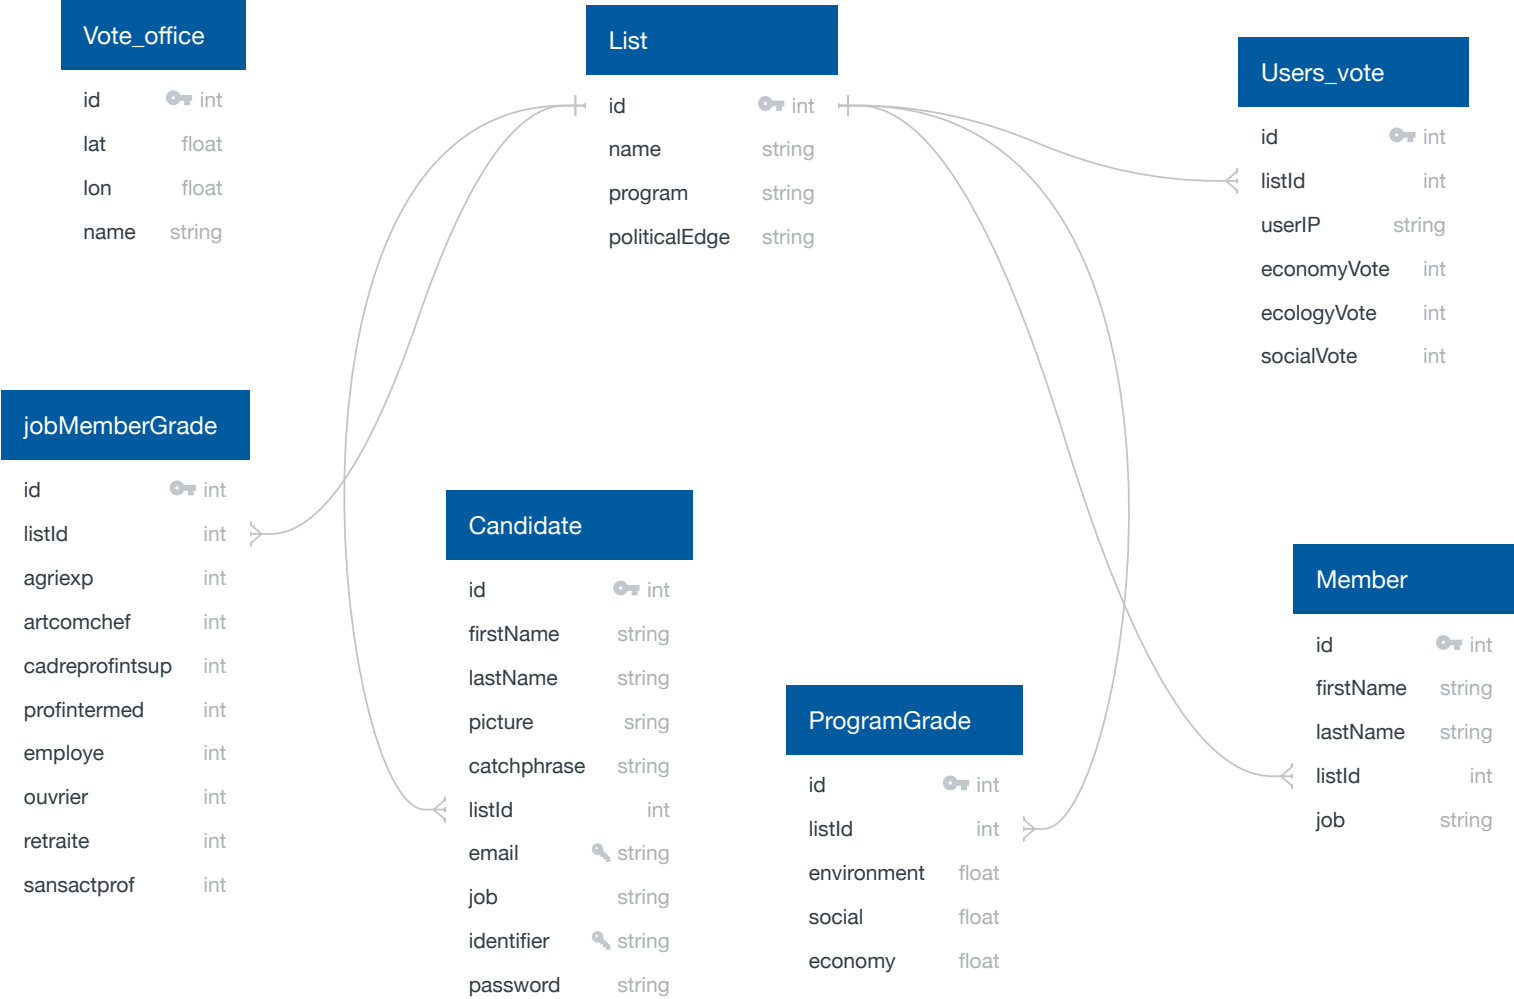 Vote_office
id int
lat float
lon float
name string
List
id int
name string
program string
politicalEdge string
Users_vote
id int
listId int
userIP string
economyVote int
ecologyVote int
socialVote int
jobMemberGrade
id int
listId int
agriexp int
artcomchef int
cadreprofintsup int
profintermed int
employe int
ouvrier int
retraite int
sansactprof int
Candidate
id int
firstName string
lastName string
picture sring
catchphrase string
listId int
email string
job string
identifier string
password string
ProgramGrade
id int
listId int
environment float
social float
economy float
Member
id int
firstName string
lastName string
listId int
job string